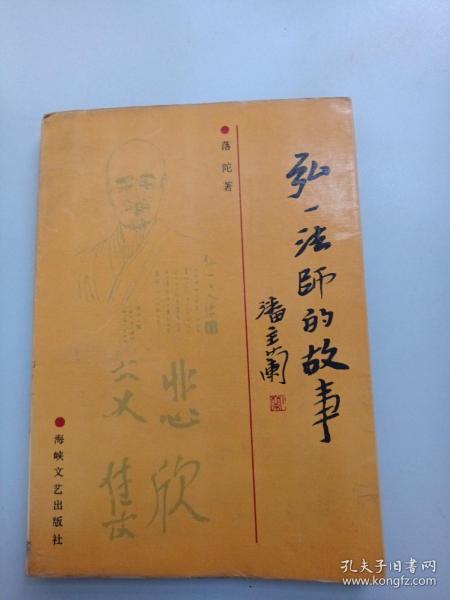 弘一法師的故事
潘主蘭
落陀著
悲欣
交
集
海峡文艺出版社
孔夫子旧书网
www.kongfz.com